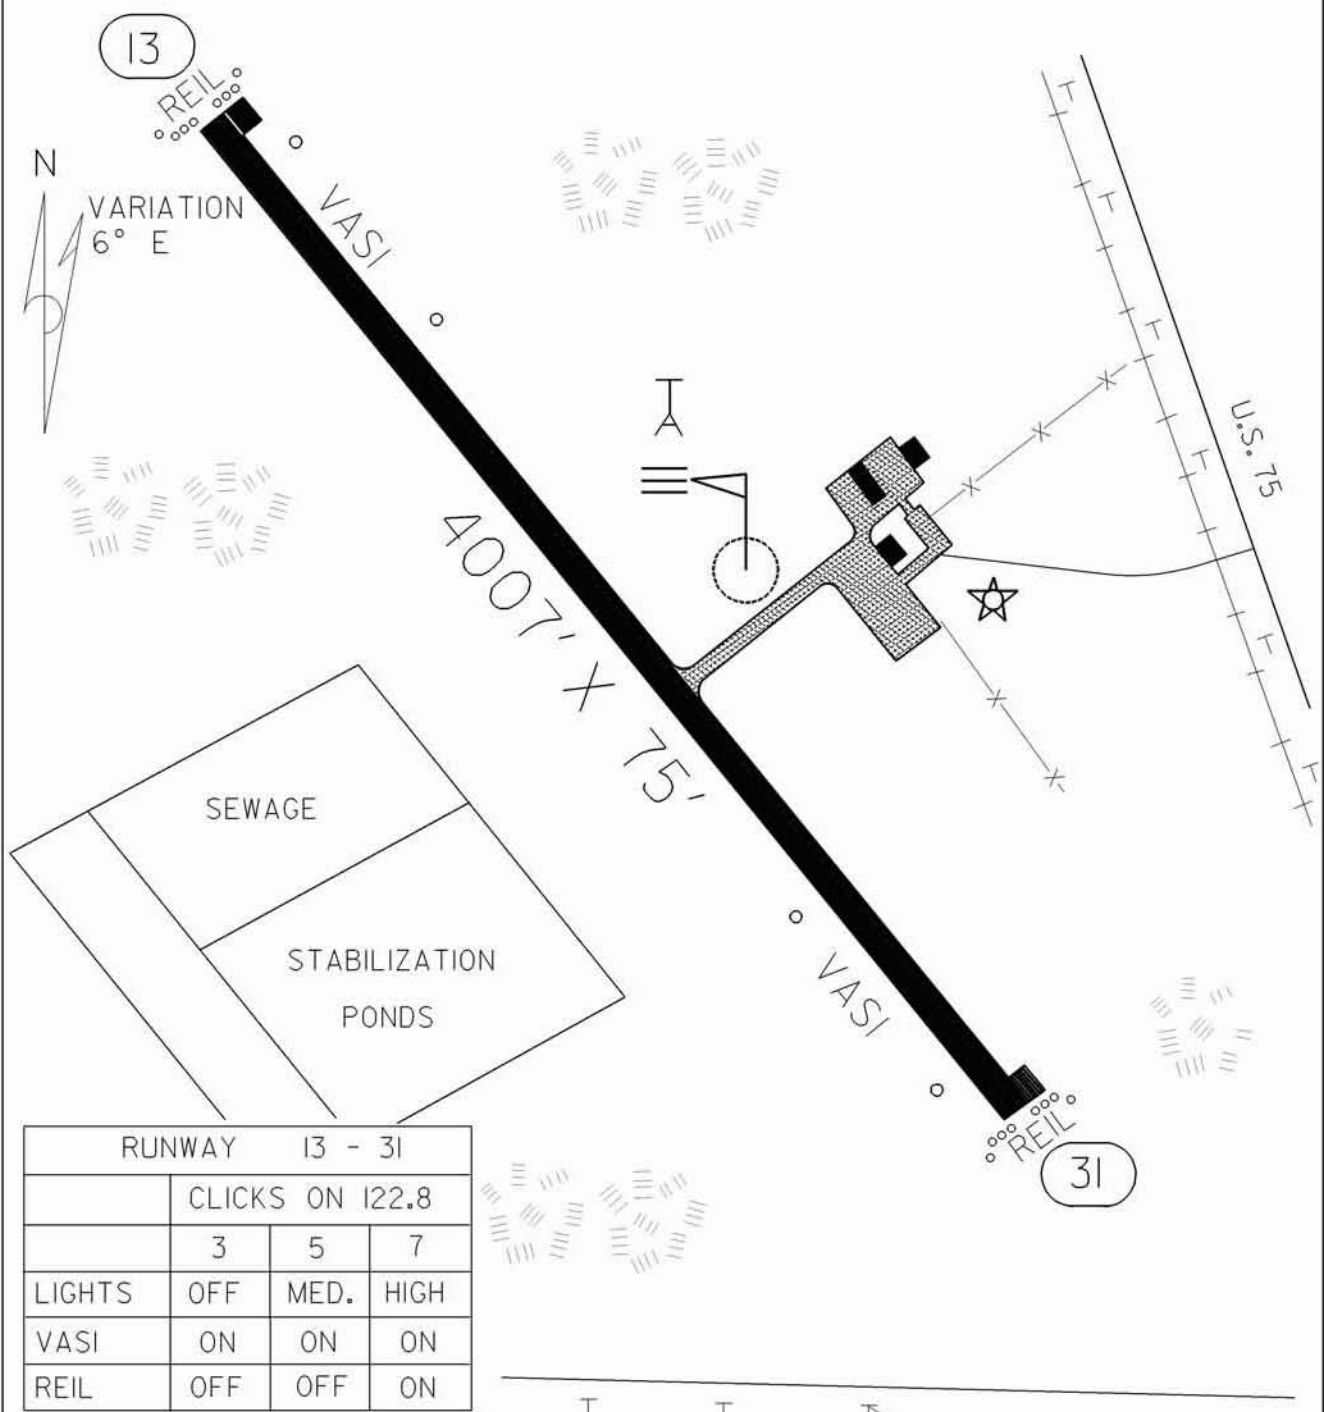 13
REIL
N
VARIATION
6° E
VASI
U.S. 75
4007' X 75'
SEWAGE
STABILIZATION
PONDS
VASI
REIL
31
RUNWAY 13 - 31
CLICKS ON 122.8
3 5 7
LIGHTS OFF MED. HIGH
VASI ON ON ON
REIL OFF OFF ON